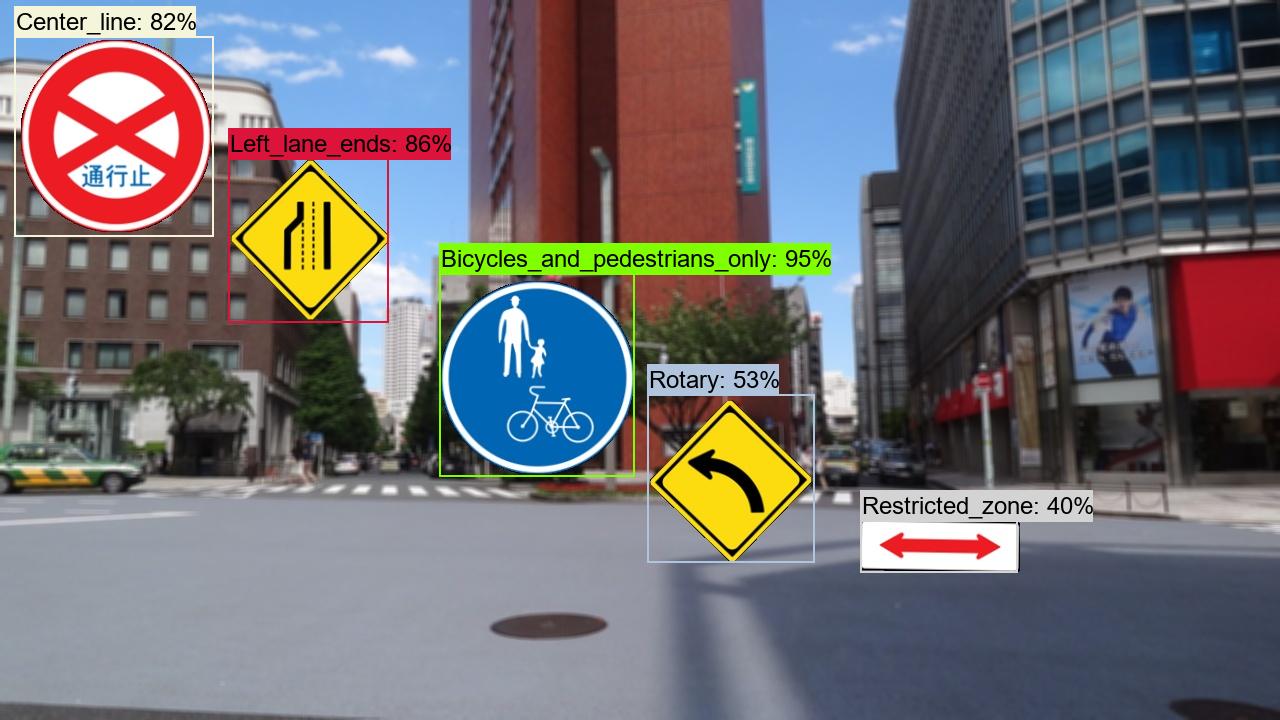 Center_line: 82%
通行止
Left_lane_ends: 86%
Bicycles_and_pedestrians_only: 95%
Rotary: 53%
Restricted_zone: 40%